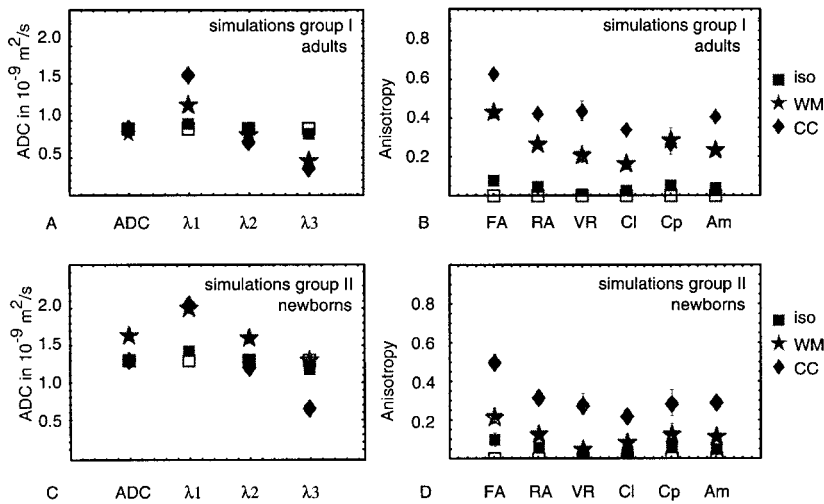 simulations group I
adults
ADC in 10⁻⁹ m²/s
2.0
1.5
1.0
0.5
A
ADC λ1 λ2 λ3
simulations group I
adults
Anisotropy
0.8
0.6
0.4
0.2
B
FA RA VR Cl Cp Am
iso
WM
CC
simulations group II
newborns
ADC in 10⁻⁹ m²/s
2.0
1.5
1.0
0.5
C
ADC λ1 λ2 λ3
simulations group II
newborns
Anisotropy
0.8
0.6
0.4
0.2
D
FA RA VR Cl Cp Am
iso
WM
CC